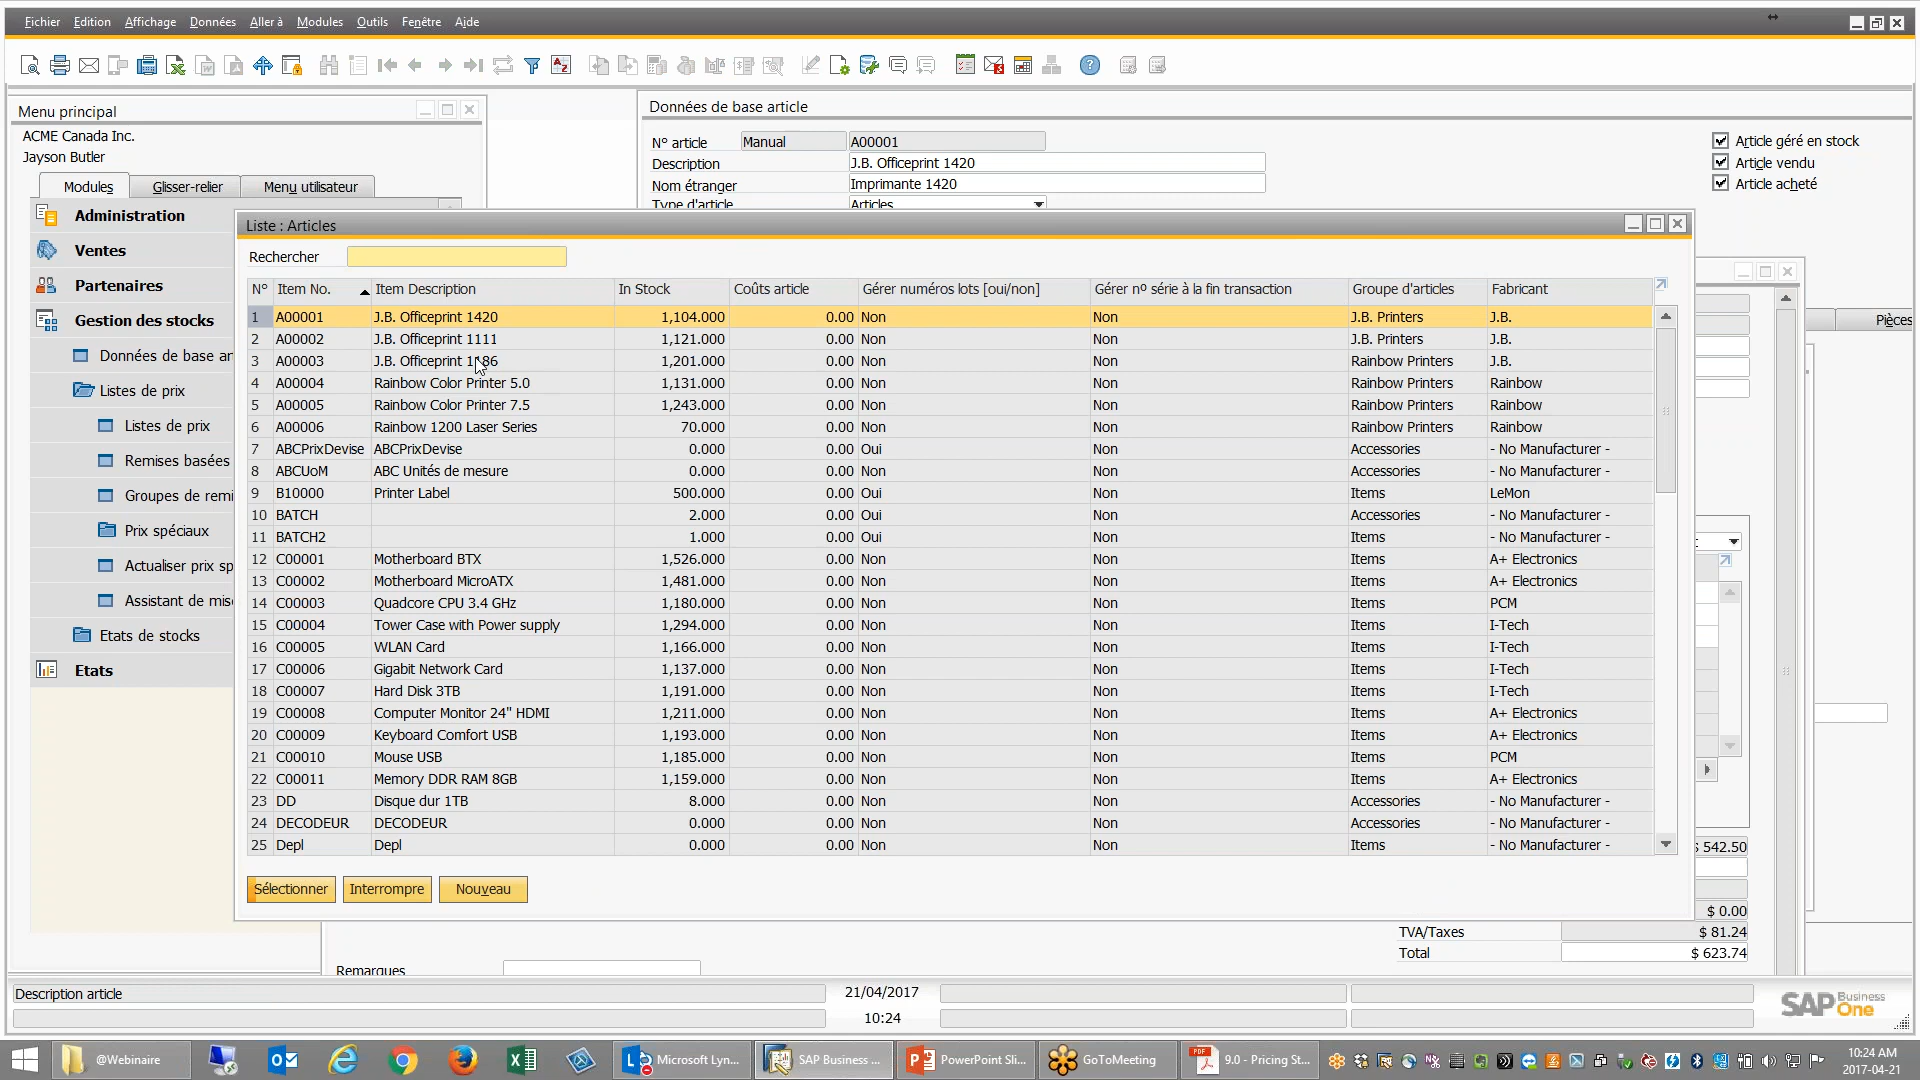 Fichier Edition Affichage Données Aller à Modules Outils Fenêtre Aide
Menu principal
ACME Canada Inc.
Jayson Butler
Modules Glisser-relier Menu utilisateur
Administration
Ventes
Partenaires
Gestion des stocks
Données de base ar
Listes de prix
Listes de prix
Remises basées
Groupes de remi
Prix spéciaux
Actualiser prix sp
Assistant de mis
Etats de stocks
Etats
Données de base article
N° article Manual A00001
Description J.B. Officeprint 1420
Nom étranger Imprimante 1420
Type d'article Articles
Article géré en stock
Article vendu
Article acheté
Pièces
Liste : Articles
Rechercher
N° Item No. Item Description In Stock Coûts article Gérer numéros lots [oui/non] Gérer n° série à la fin transaction Groupe d'articles Fabricant
1 A00001 J.B. Officeprint 1420 1,104.000 0.00 Non Non J.B. Printers J.B.
2 A00002 J.B. Officeprint 1111 1,121.000 0.00 Non Non J.B. Printers J.B.
3 A00003 J.B. Officeprint 1186 1,201.000 0.00 Non Non Rainbow Printers J.B.
4 A00004 Rainbow Color Printer 5.0 1,131.000 0.00 Non Non Rainbow Printers Rainbow
5 A00005 Rainbow Color Printer 7.5 1,243.000 0.00 Non Non Rainbow Printers Rainbow
6 A00006 Rainbow 1200 Laser Series 70.000 0.00 Non Non Rainbow Printers Rainbow
7 ABCPrixDevise ABCPrixDevise 0.000 0.00 Oui Non Accessories - No Manufacturer -
8 ABCUoM ABC Unités de mesure 0.000 0.00 Non Non Accessories - No Manufacturer -
9 B10000 Printer Label 500.000 0.00 Oui Non Items LeMon
10 BATCH 2.000 0.00 Oui Non Accessories - No Manufacturer -
11 BATCH2 1.000 0.00 Oui Non Items - No Manufacturer -
12 C00001 Motherboard BTX 1,526.000 0.00 Non Non Items A+ Electronics
13 C00002 Motherboard MicroATX 1,481.000 0.00 Non Non Items A+ Electronics
14 C00003 Quadcore CPU 3.4 GHz 1,180.000 0.00 Non Non Items PCM
15 C00004 Tower Case with Power supply 1,294.000 0.00 Non Non Items I-Tech
16 C00005 WLAN Card 1,166.000 0.00 Non Non Items I-Tech
17 C00006 Gigabit Network Card 1,137.000 0.00 Non Non Items I-Tech
18 C00007 Hard Disk 3TB 1,191.000 0.00 Non Non Items I-Tech
19 C00008 Computer Monitor 24" HDMI 1,211.000 0.00 Non Non Items A+ Electronics
20 C00009 Keyboard Comfort USB 1,193.000 0.00 Non Non Items A+ Electronics
21 C00010 Mouse USB 1,185.000 0.00 Non Non Items PCM
22 C00011 Memory DDR RAM 8GB 1,159.000 0.00 Non Non Items A+ Electronics
23 DD Disque dur 1TB 8.000 0.00 Non Non Accessories - No Manufacturer -
24 DECODEUR DECODEUR 0.000 0.00 Non Non Accessories - No Manufacturer -
25 Depl Depl 0.000 0.00 Non Non Items - No Manufacturer -
Sélectionner Interrompre Nouveau
$ 542.50
$ 0.00
TVA/Taxes $ 81.24
Total $ 623.74
Remarques
Description article 21/04/2017
10:24
SAP Business One
@Webinaire Microsoft Lyn... SAP Business ... PowerPoint Sli... GoToMeeting 9.0 - Pricing St... 10:24 AM
2017-04-21